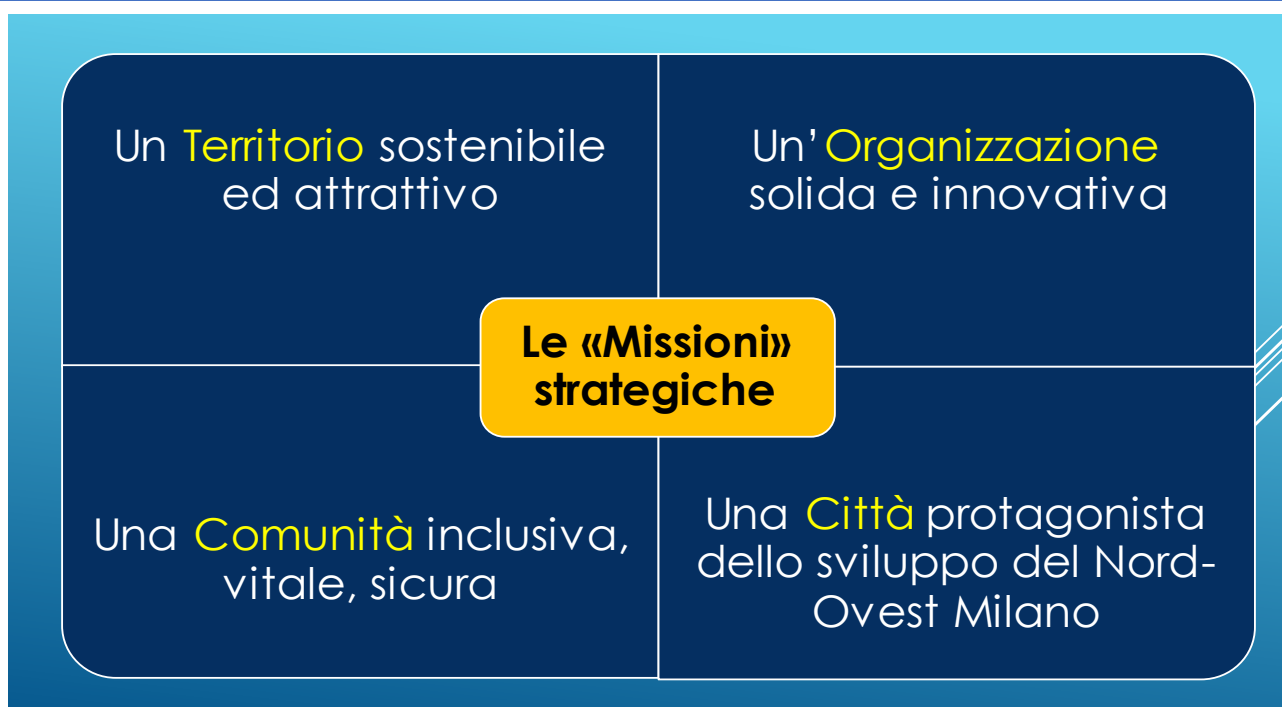 Un Territorio sostenibile
ed attrattivo
Un'Organizzazione
solida e innovativa
Le «Missioni»
strategiche
Una Comunità inclusiva,
vitale, sicura
Una Città protagonista
dello sviluppo del Nord-
Ovest Milano